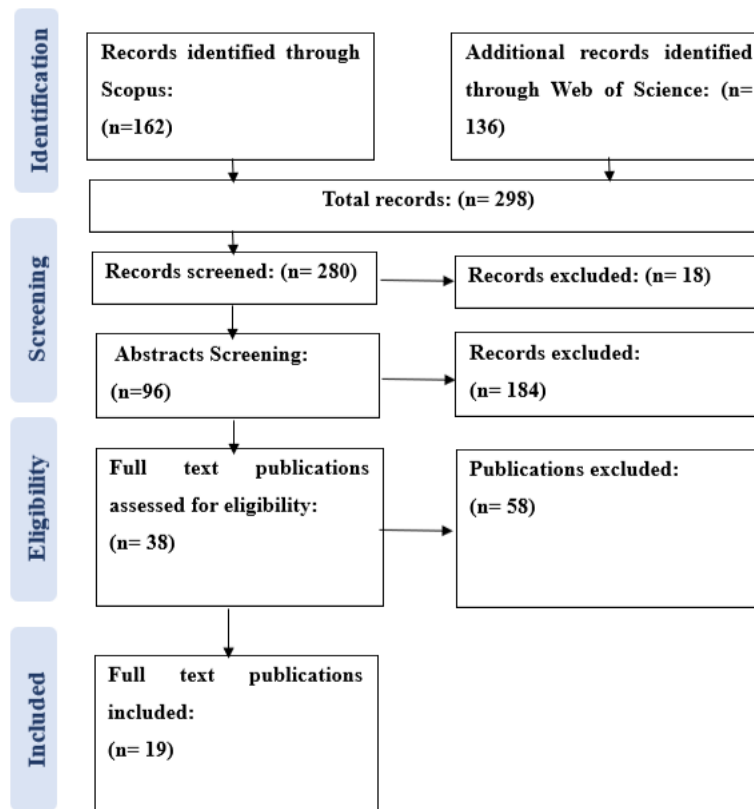 Identification
Records identified through
Scopus:
(n=162)
Additional records identified
through Web of Science: (n=
136)
Total records: (n= 298)
Screening
Records screened: (n= 280)
Records excluded: (n= 18)
Abstracts Screening:
(n=96)
Records excluded:
(n= 184)
Eligibility
Full text publications
assessed for eligibility:
(n= 38)
Publications excluded:
(n= 58)
Included
Full text publications
included:
(n= 19)